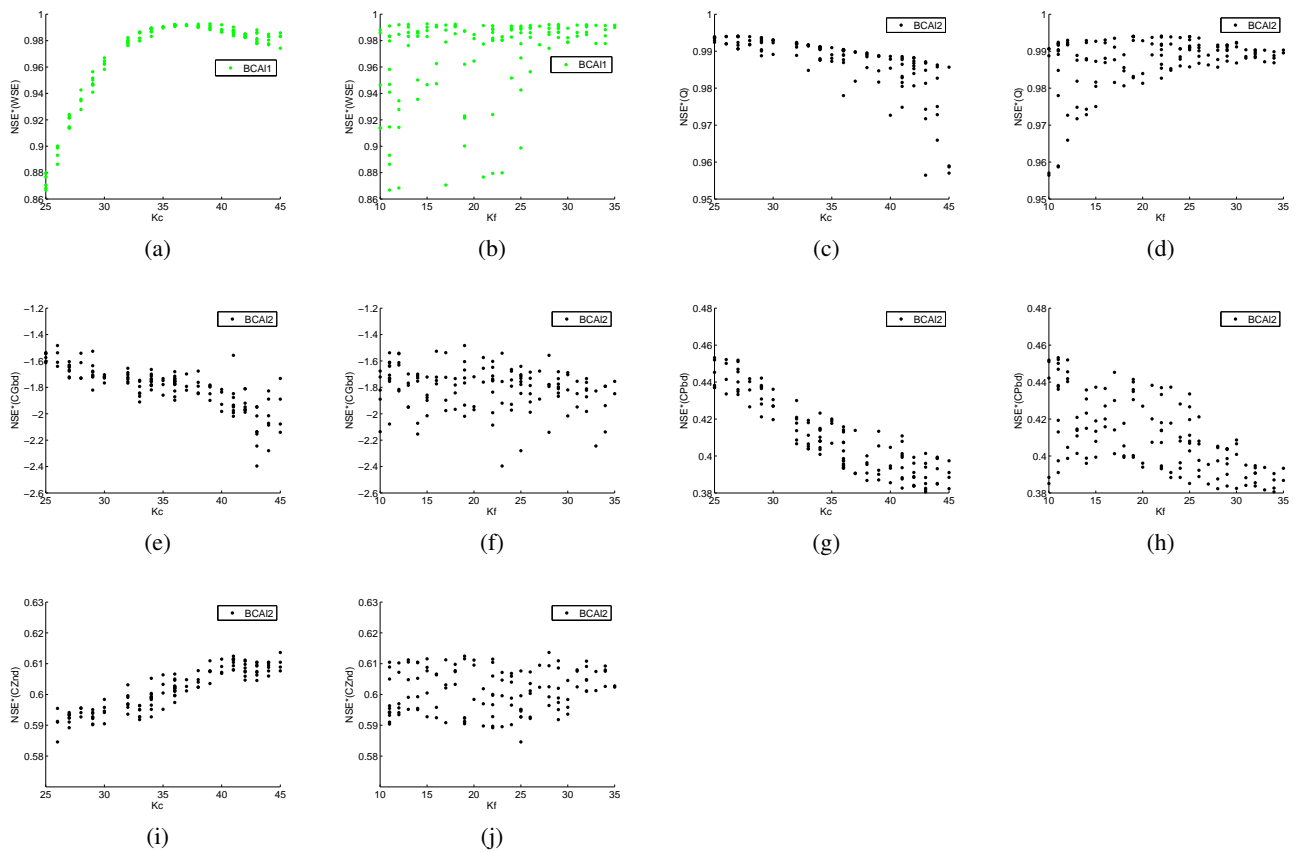 1
0.98
0.96
0.94
0.92
0.9
0.88
0.86
NSE*(WSE)
BCAI1
25 30 35 40 45
Kc
(a)
1
0.98
0.96
0.94
0.92
0.9
0.88
0.86
NSE*(WSE)
BCAI1
10 15 20 25 30 35
Kf
(b)
1
0.99
0.98
0.97
0.96
0.95
NSE*(Q)
BCAI2
25 30 35 40 45
Kc
(c)
1
0.99
0.98
0.97
0.96
0.95
NSE*(Q)
BCAI2
10 15 20 25 30 35
Kf
(d)
−1.2
−1.4
−1.6
−1.8
−2
−2.2
−2.4
−2.6
NSE*(CGbd)
BCAI2
25 30 35 40 45
Kc
(e)
−1.2
−1.4
−1.6
−1.8
−2
−2.2
−2.4
−2.6
NSE*(CGbd)
BCAI2
10 15 20 25 30 35
Kf
(f)
0.48
0.46
0.44
0.42
0.4
0.38
NSE*(CPbd)
BCAI2
25 30 35 40 45
Kc
(g)
0.48
0.46
0.44
0.42
0.4
0.38
NSE*(CPbd)
BCAI2
10 15 20 25 30 35
Kf
(h)
0.63
0.62
0.61
0.6
0.59
0.58
NSE*(CZnd)
BCAI2
25 30 35 40 45
Kc
(i)
0.63
0.62
0.61
0.6
0.59
0.58
NSE*(CZnd)
BCAI2
10 15 20 25 30 35
Kf
(j)